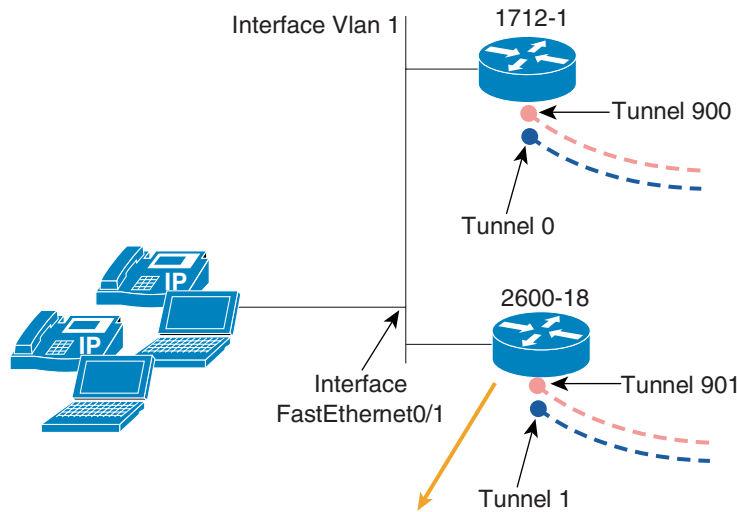 Interface Vlan 1
1712-1
Tunnel 900
Tunnel 0
IP
IP
2600-18
Interface
FastEthernet0/1
Tunnel 901
Tunnel 1